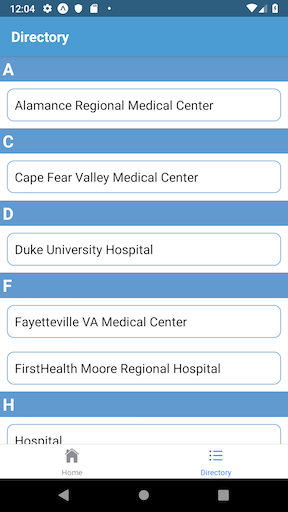 12:04
Directory
A
Alamance Regional Medical Center
C
Cape Fear Valley Medical Center
D
Duke University Hospital
F
Fayetteville VA Medical Center
FirstHealth Moore Regional Hospital
H
Hospital
Home
Directory